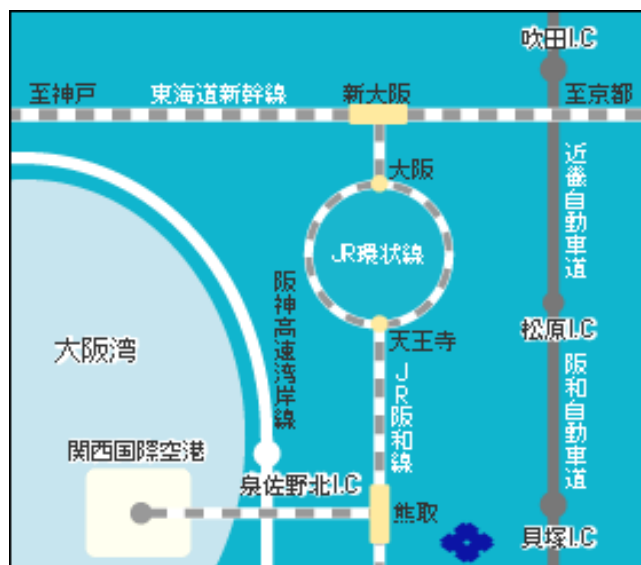 吹田I.C
至神戸
東海道新幹線
新大阪
至京都
大阪
近畿自動車道
JR環状線
阪神高速湾岸線
松原I.C
天王寺
大阪湾
JR阪和線
阪和自動車道
関西国際空港
泉佐野北I.C
熊取
貝塚I.C